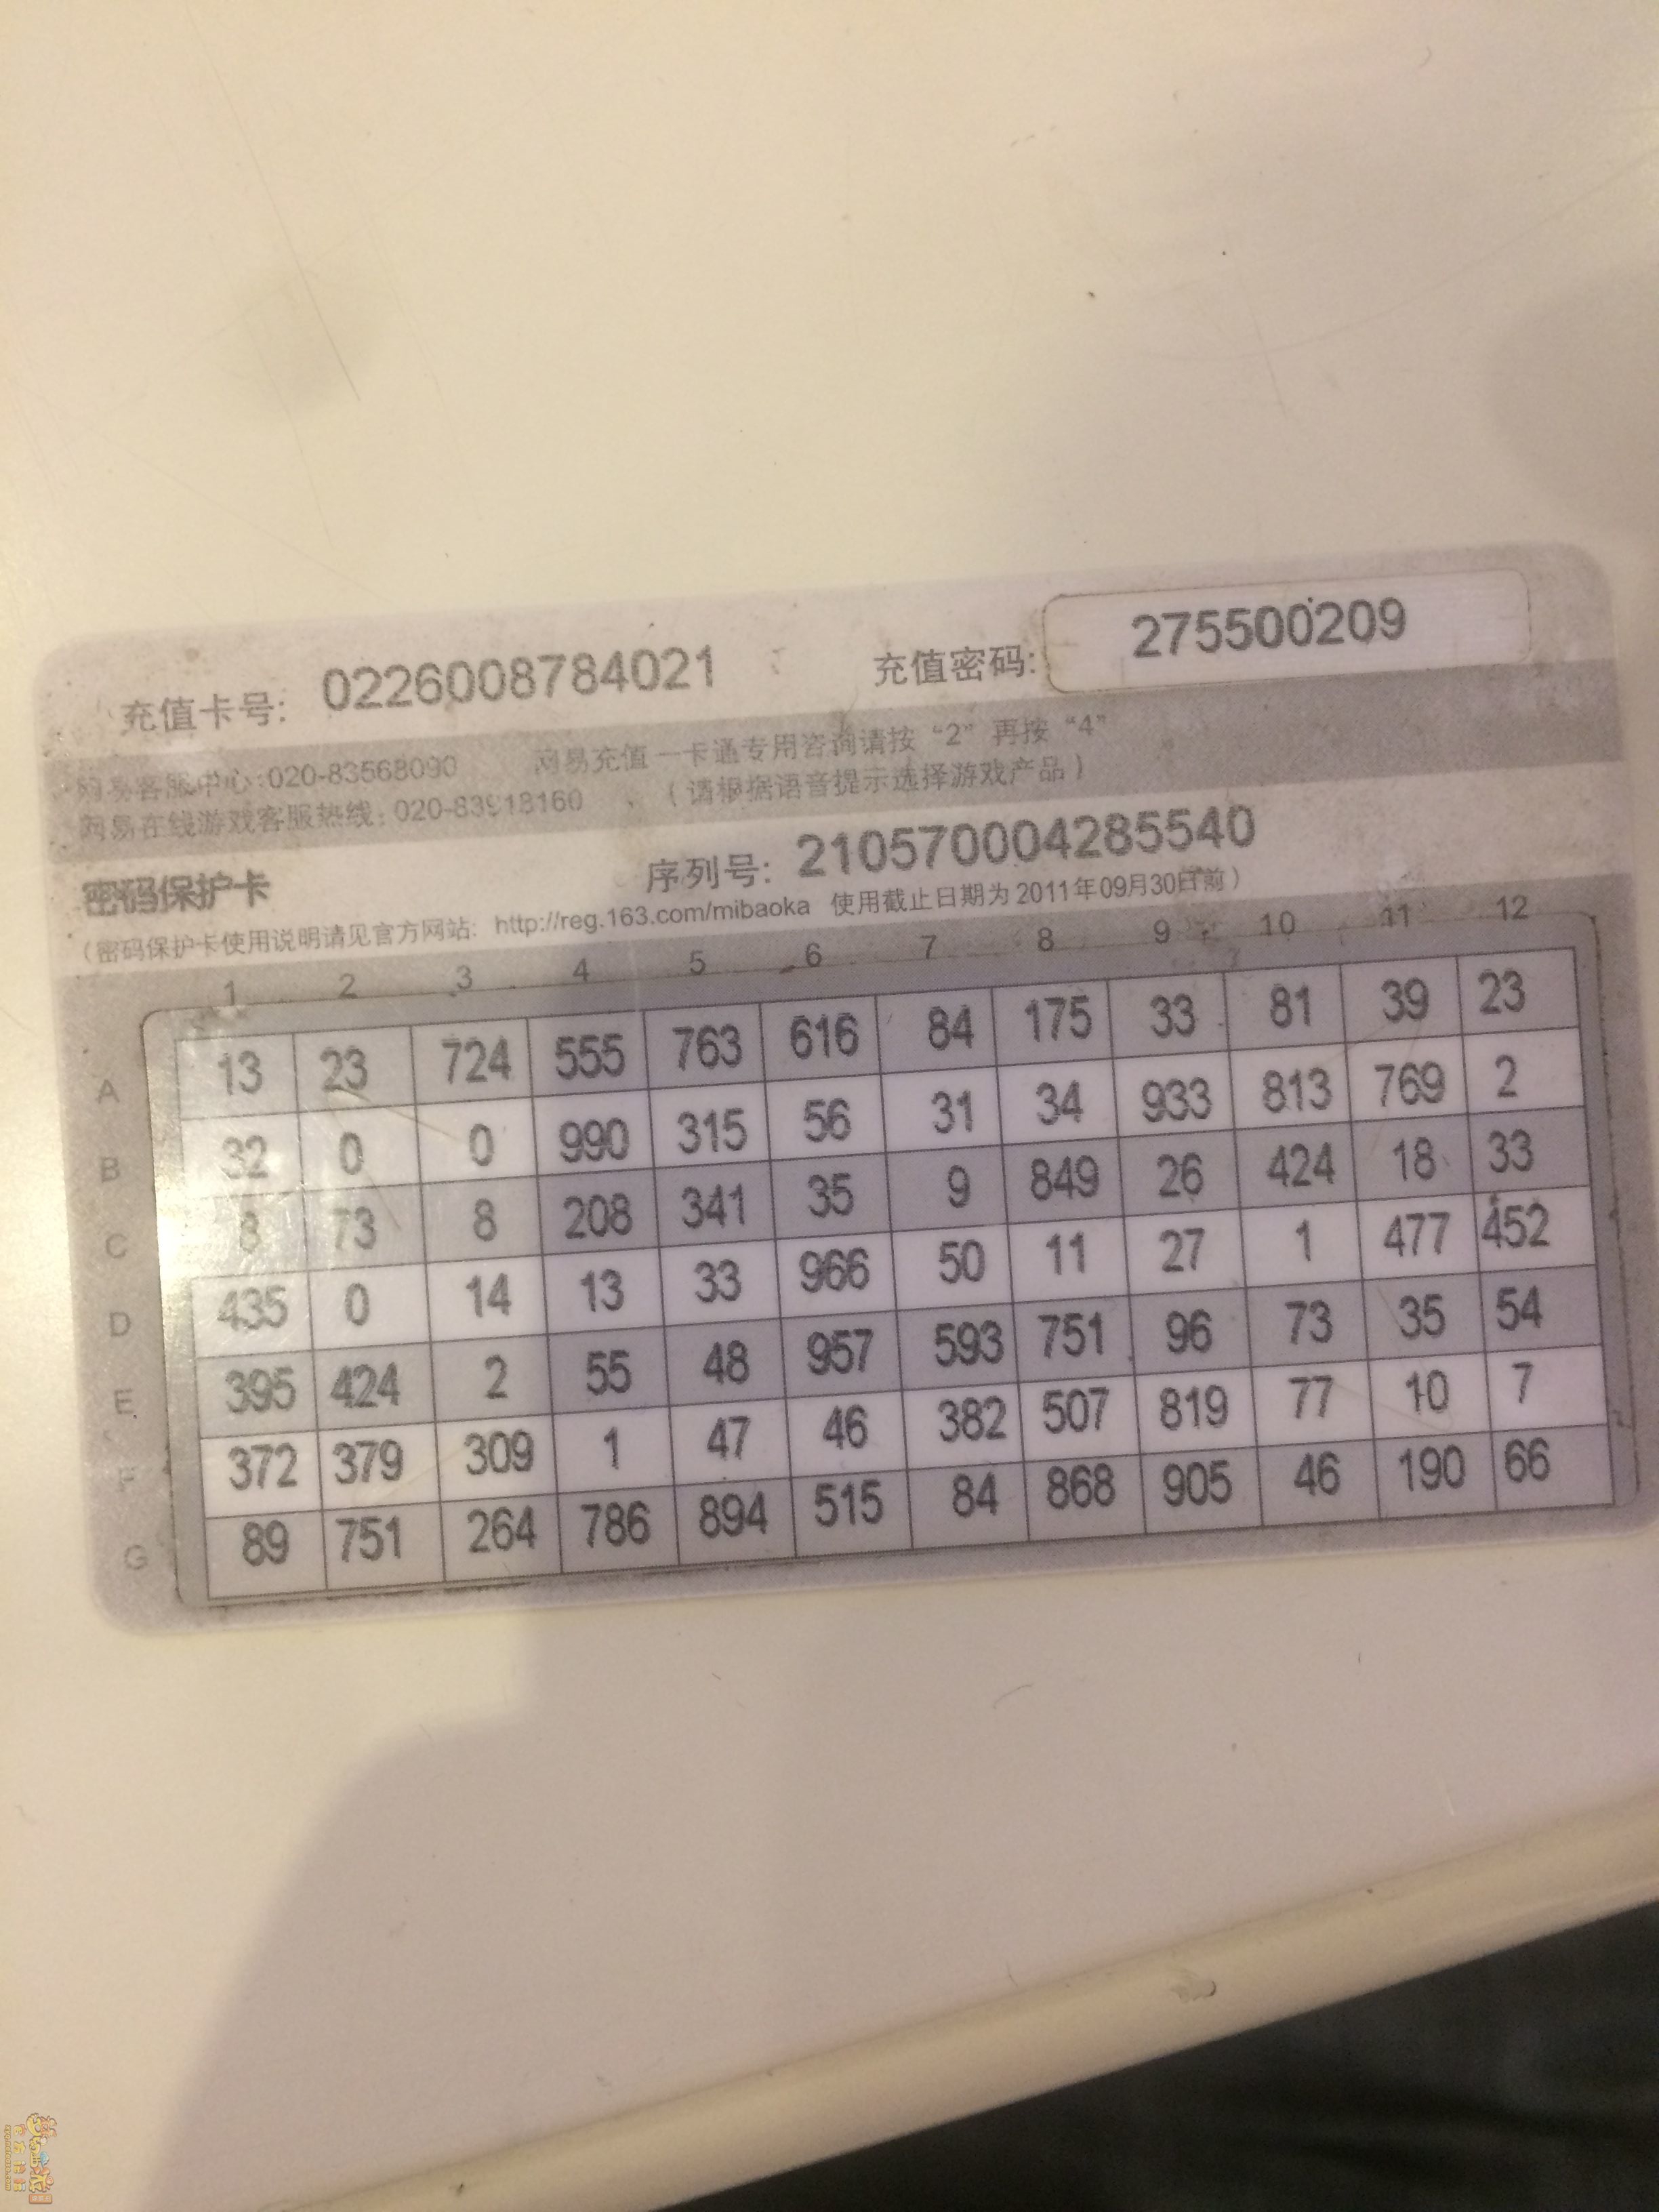 充值卡号: 0226008784021 充值密码: 275500209
网易客服中心:020-83568090 网易充值一卡通专用咨询请按“2”再按“4”
网易在线游戏客服热线: 020-83918160 （请根据语音提示选择游戏产品）
密码保护卡 序列号: 210570004285540
（密码保护卡使用说明请见官方网站: http://reg.163.com/mibaoka 使用截止日期为2011年09月30日前）
1 2 3 4 5 6 7 8 9 10 11 12
A 13 23 724 555 763 616 84 175 33 81 39 23
B 32 0 0 990 315 56 31 34 933 813 769 2
C 8 73 8 208 341 35 9 849 26 424 18 33
D 435 0 14 13 33 966 50 11 27 1 477 452
E 395 424 2 55 48 957 593 751 96 73 35 54
F 372 379 309 1 47 46 382 507 819 77 10 7
G 89 751 264 786 894 515 84 868 905 46 190 66